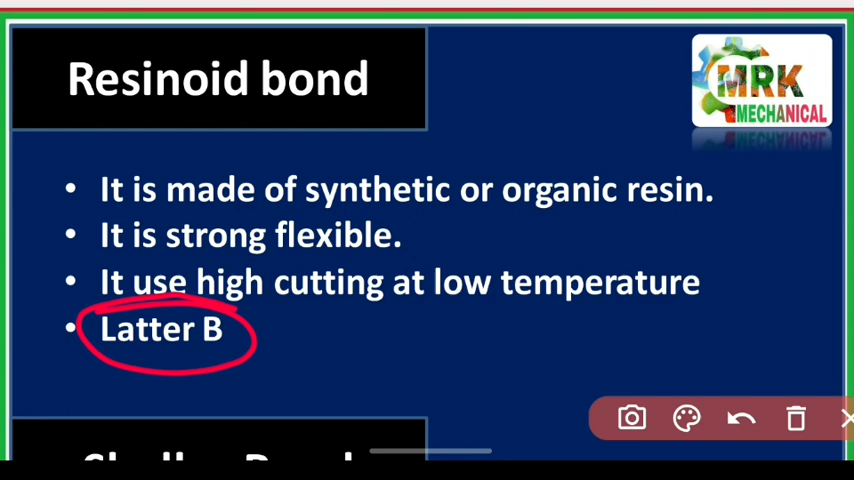 Resinoid bond
MRK
MECHANICAL
• It is made of synthetic or organic resin.
• It is strong flexible.
• It use high cutting at low temperature
• Latter B